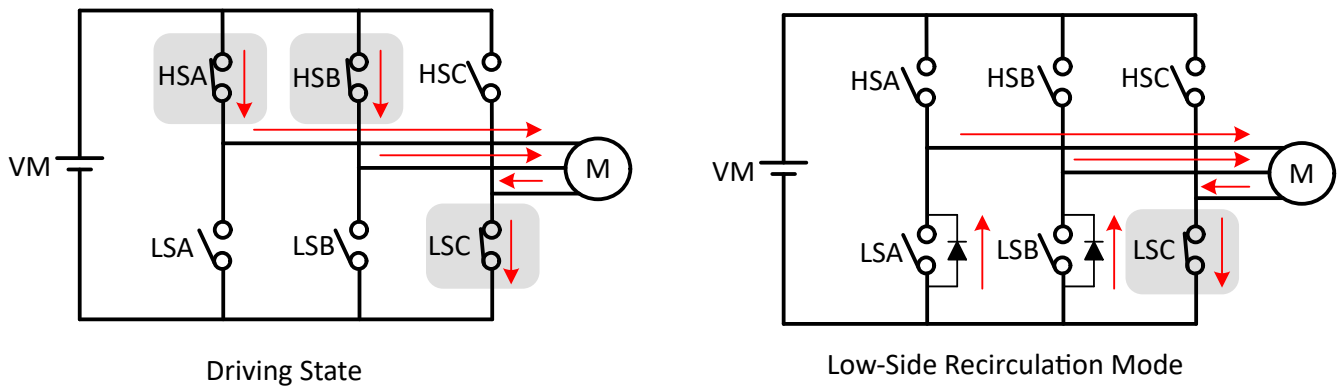 HSA
HSB
HSC
VM
M
LSA
LSB
LSC
Driving State
HSA
HSB
HSC
VM
M
LSA
LSB
LSC
Low-Side Recirculation Mode